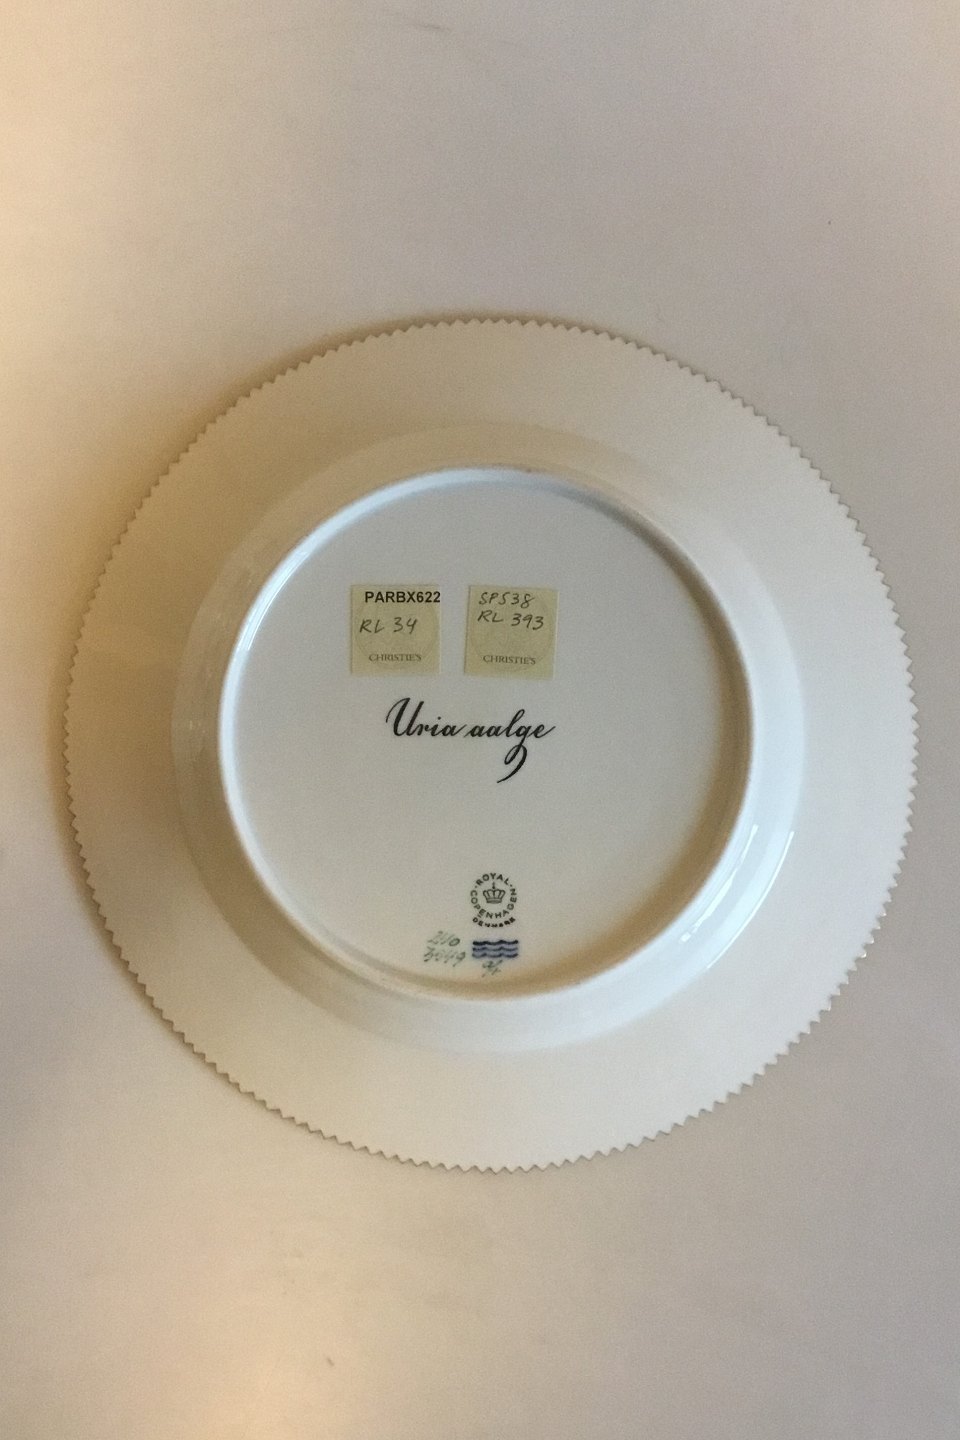 PARBX622
RL 34
CHRISTIE'S
SP538
RL 393
CHRISTIE'S
Uria aalge
ROYAL
COPENHAGEN
DENMARK
3549